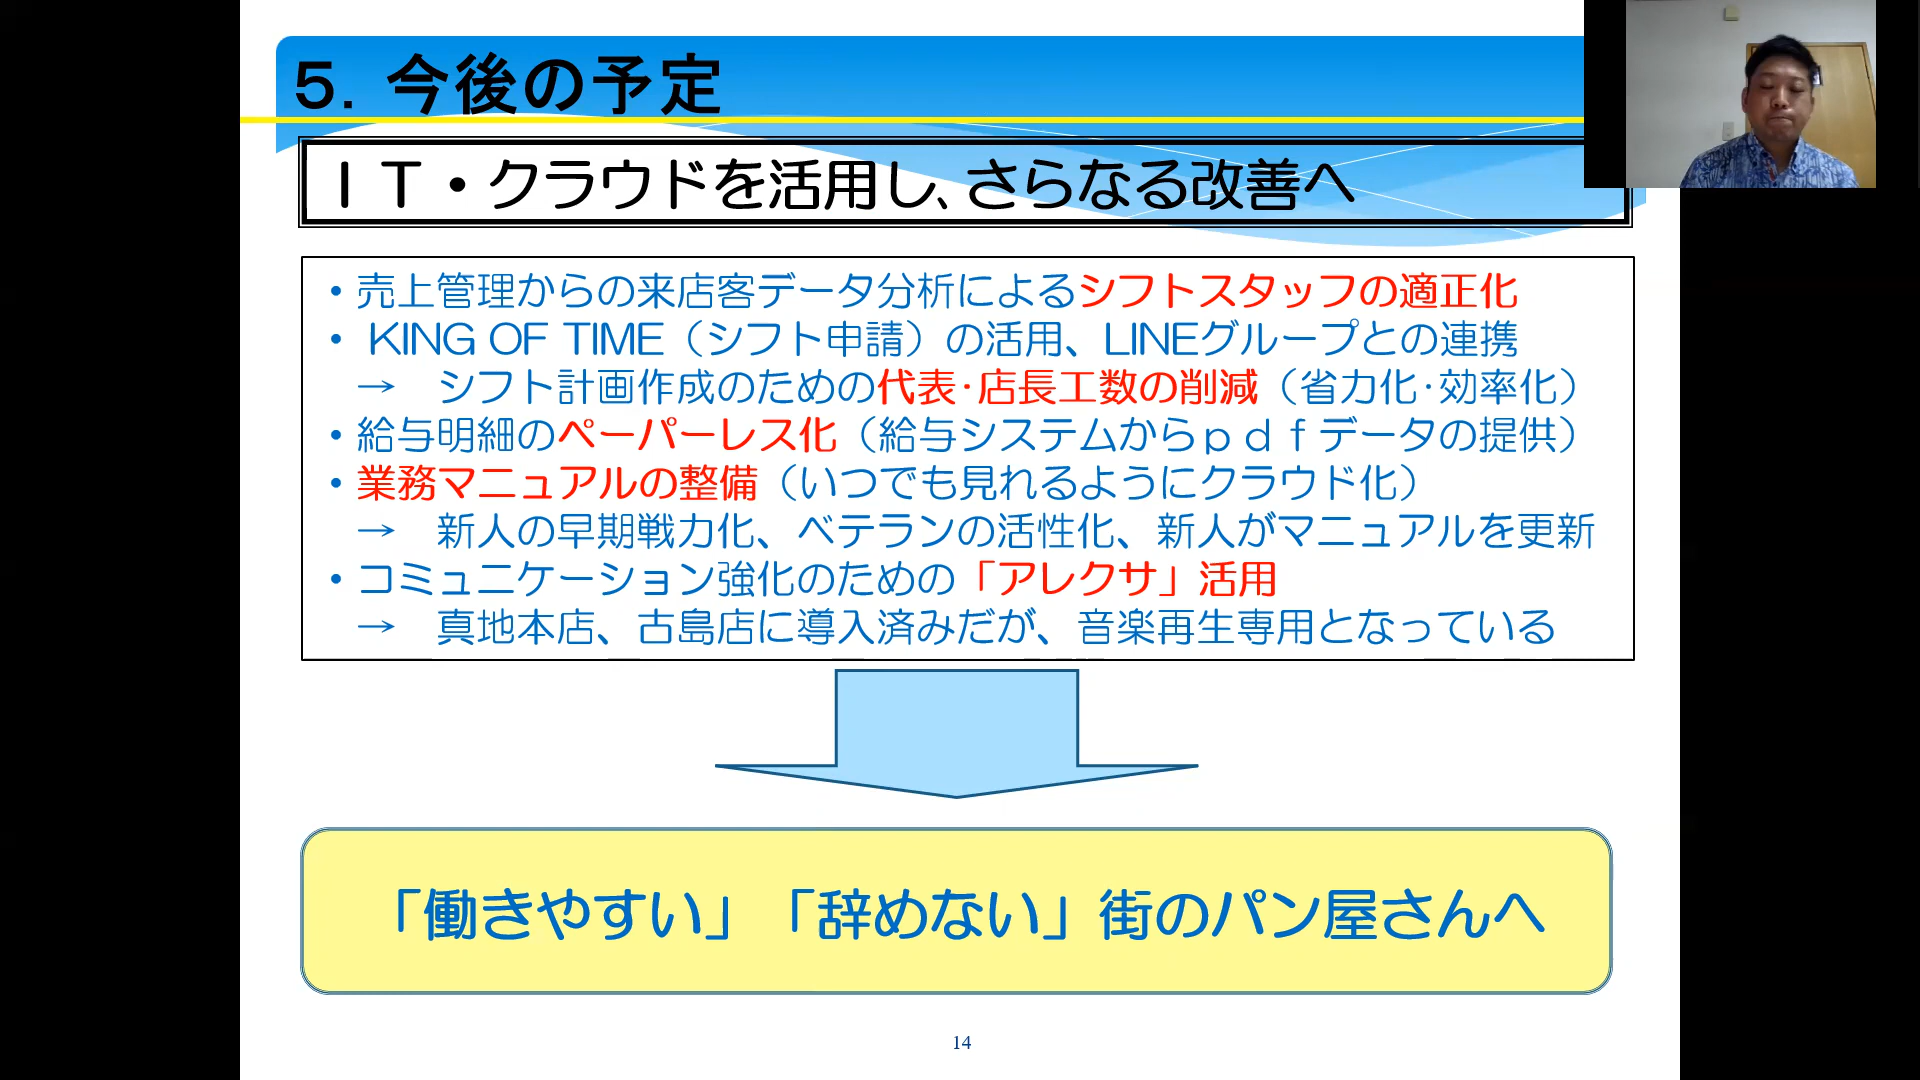 5. 今後の予定
IT・クラウドを活用し、さらなる改善へ
・売上管理からの来店客データ分析によるシフトスタッフの適正化
・KING OF TIME（シフト申請）の活用、LINEグループとの連携
→ シフト計画作成のための代表・店長工数の削減（省力化・効率化）
・給与明細のペーパーレス化（給与システムからｐｄｆデータの提供）
・業務マニュアルの整備（いつでも見れるようにクラウド化）
→ 新人の早期戦力化、ベテランの活性化、新人がマニュアルを更新
・コミュニケーション強化のための「アレクサ」活用
→ 真地本店、古島店に導入済みだが、音楽再生専用となっている
「働きやすい」「辞めない」街のパン屋さんへ
14